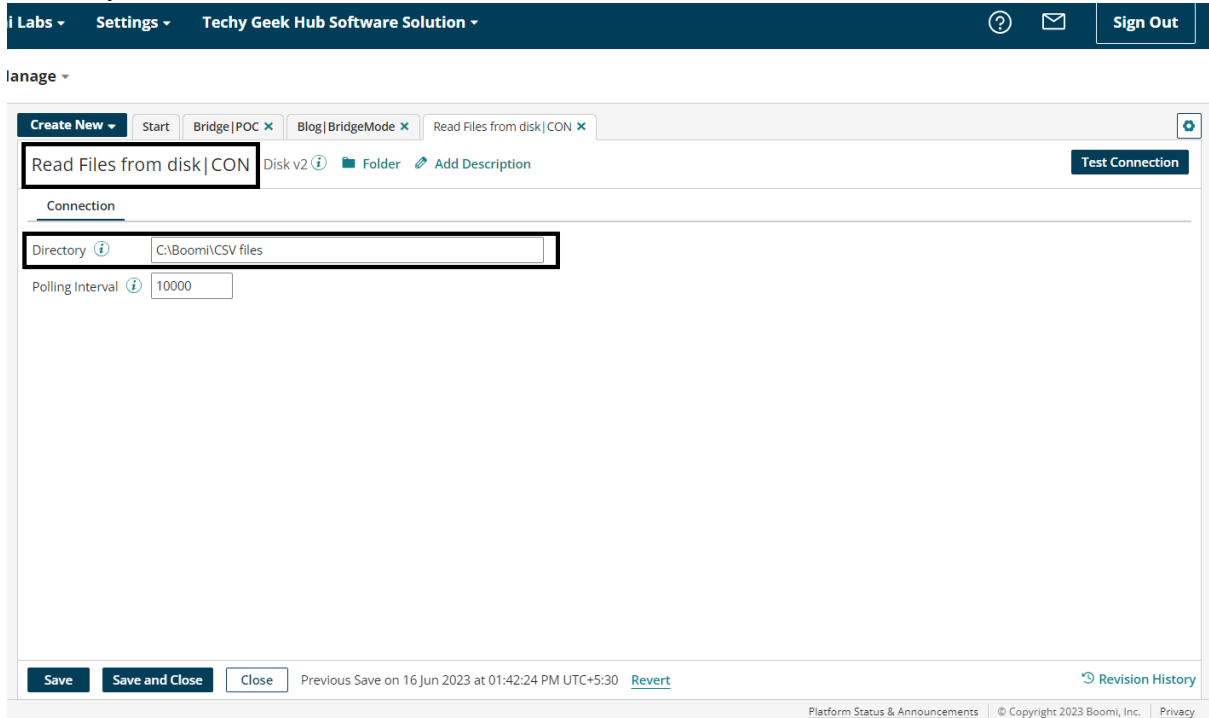 i Labs Settings Techy Geek Hub Software Solution Sign Out
Manage
Create New Start Bridge|POC Blog|BridgeMode Read Files from disk|CON
Read Files from disk|CON Disk v2 Folder Add Description Test Connection
Connection
Directory C:\Boomi\CSV files
Polling Interval 10000
Save Save and Close Close Previous Save on 16 Jun 2023 at 01:42:24 PM UTC+5:30 Revert Revision History
Platform Status & Announcements © Copyright 2023 Boomi, Inc. Privacy